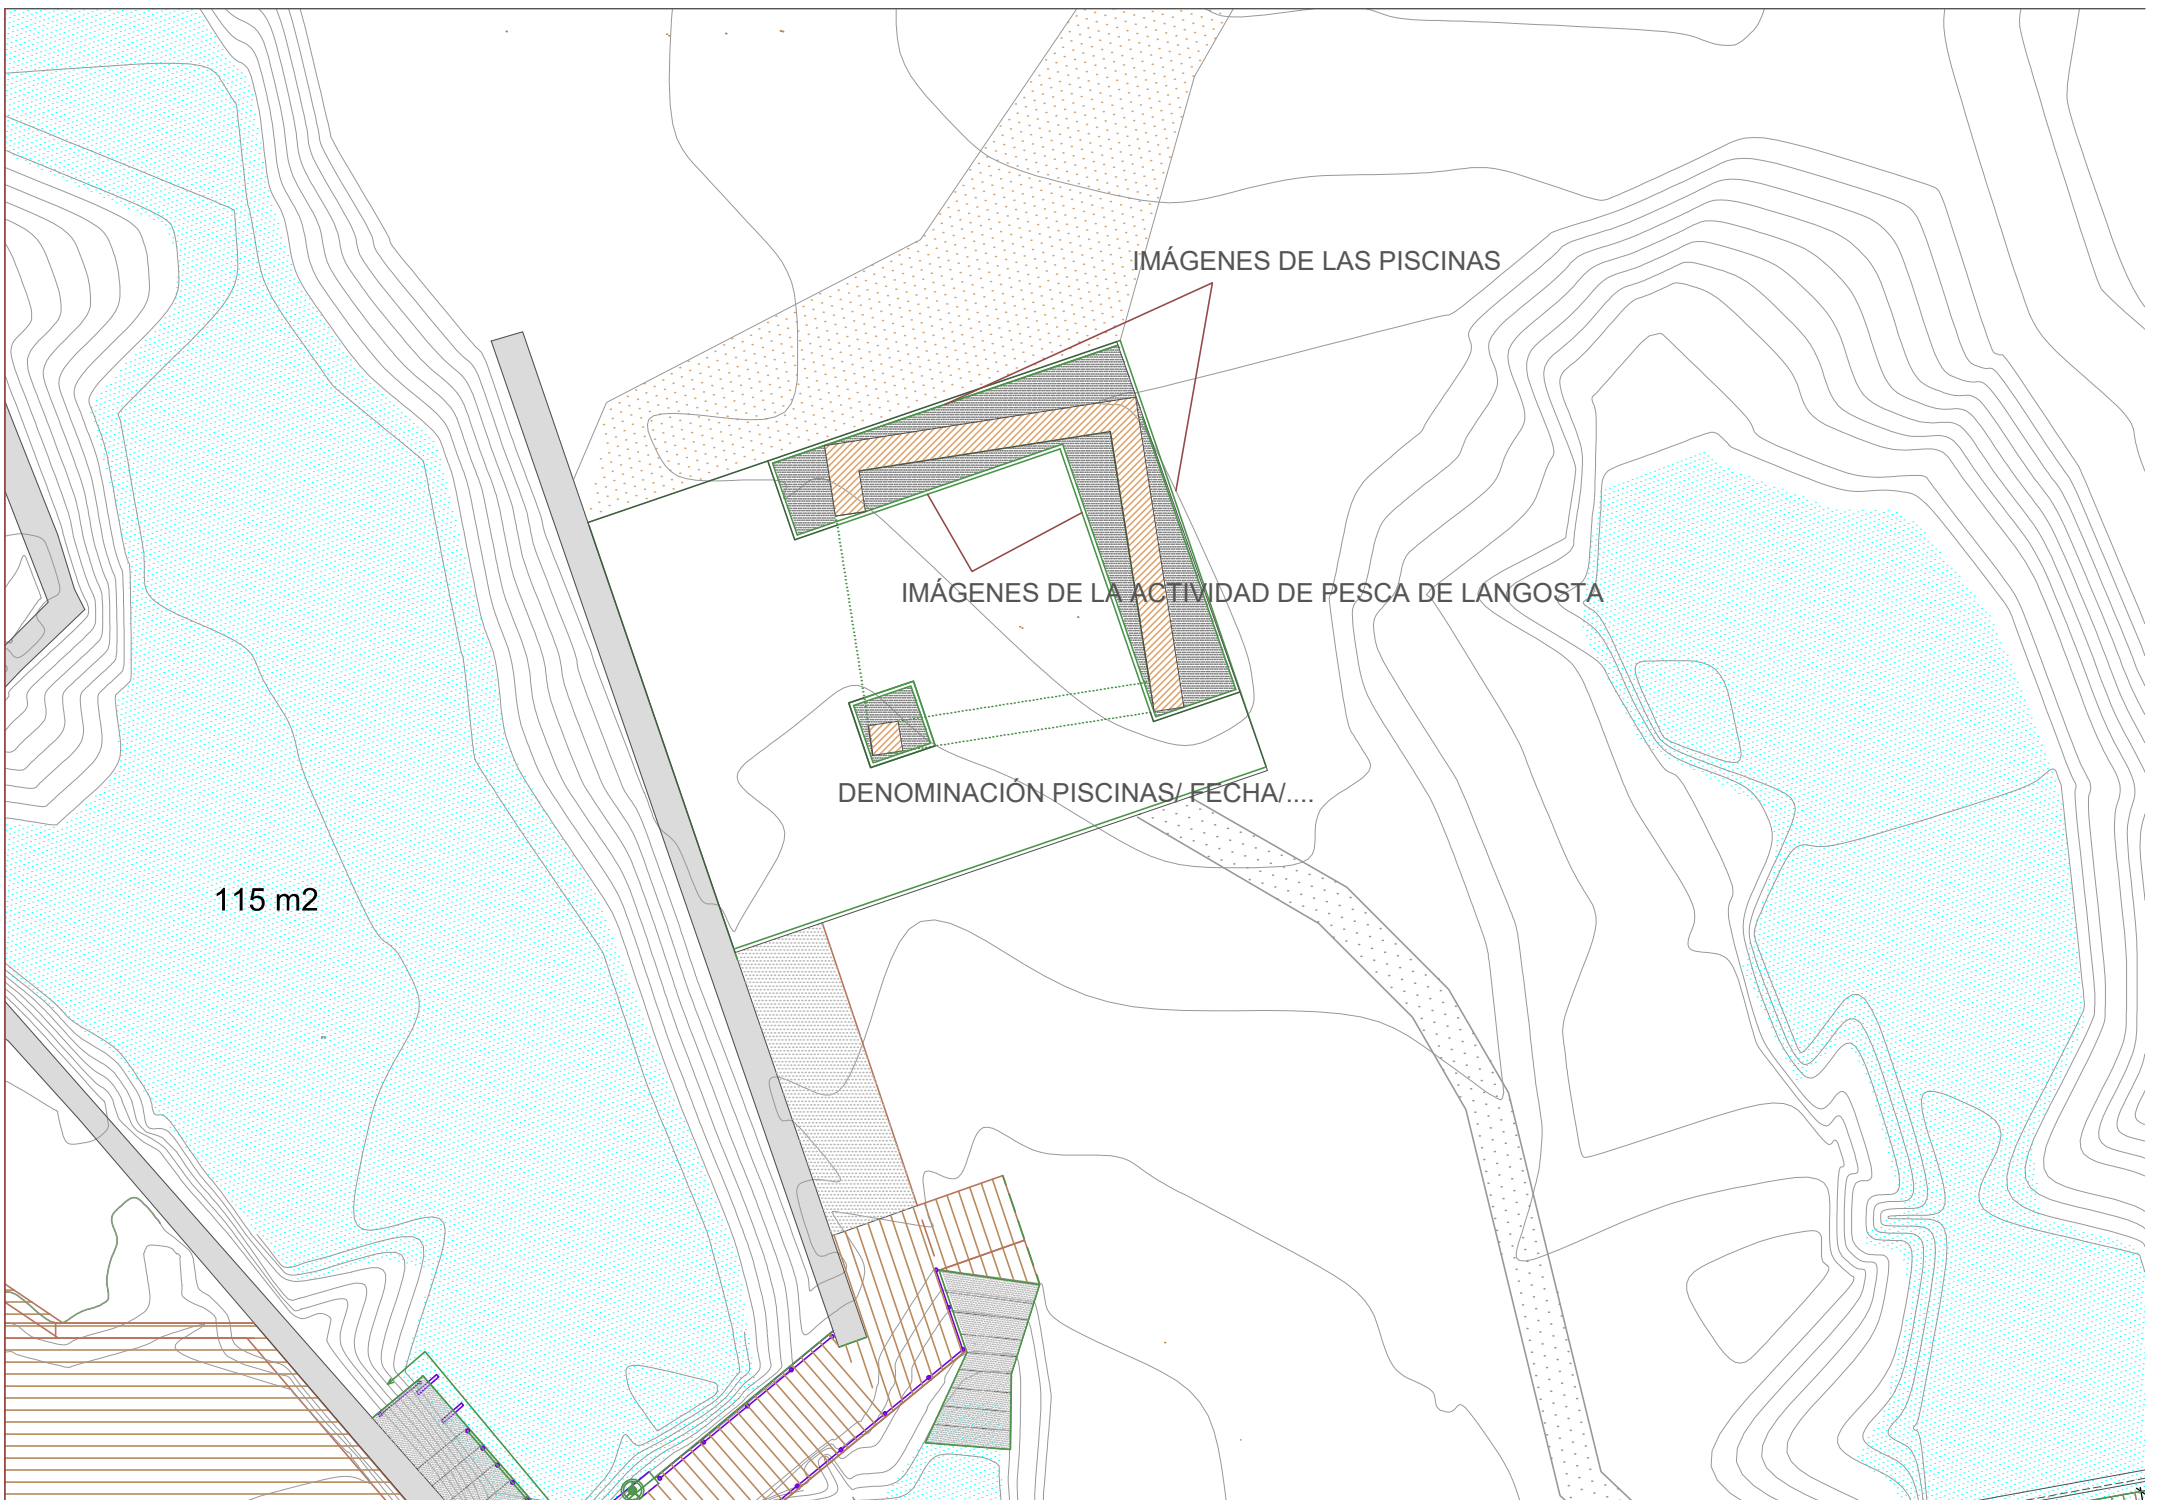 IMÁGENES DE LAS PISCINAS
IMÁGENES DE LA ACTIVIDAD DE PESCA DE LANGOSTA
DENOMINACIÓN PISCINAS/ FECHA/....
115 m2